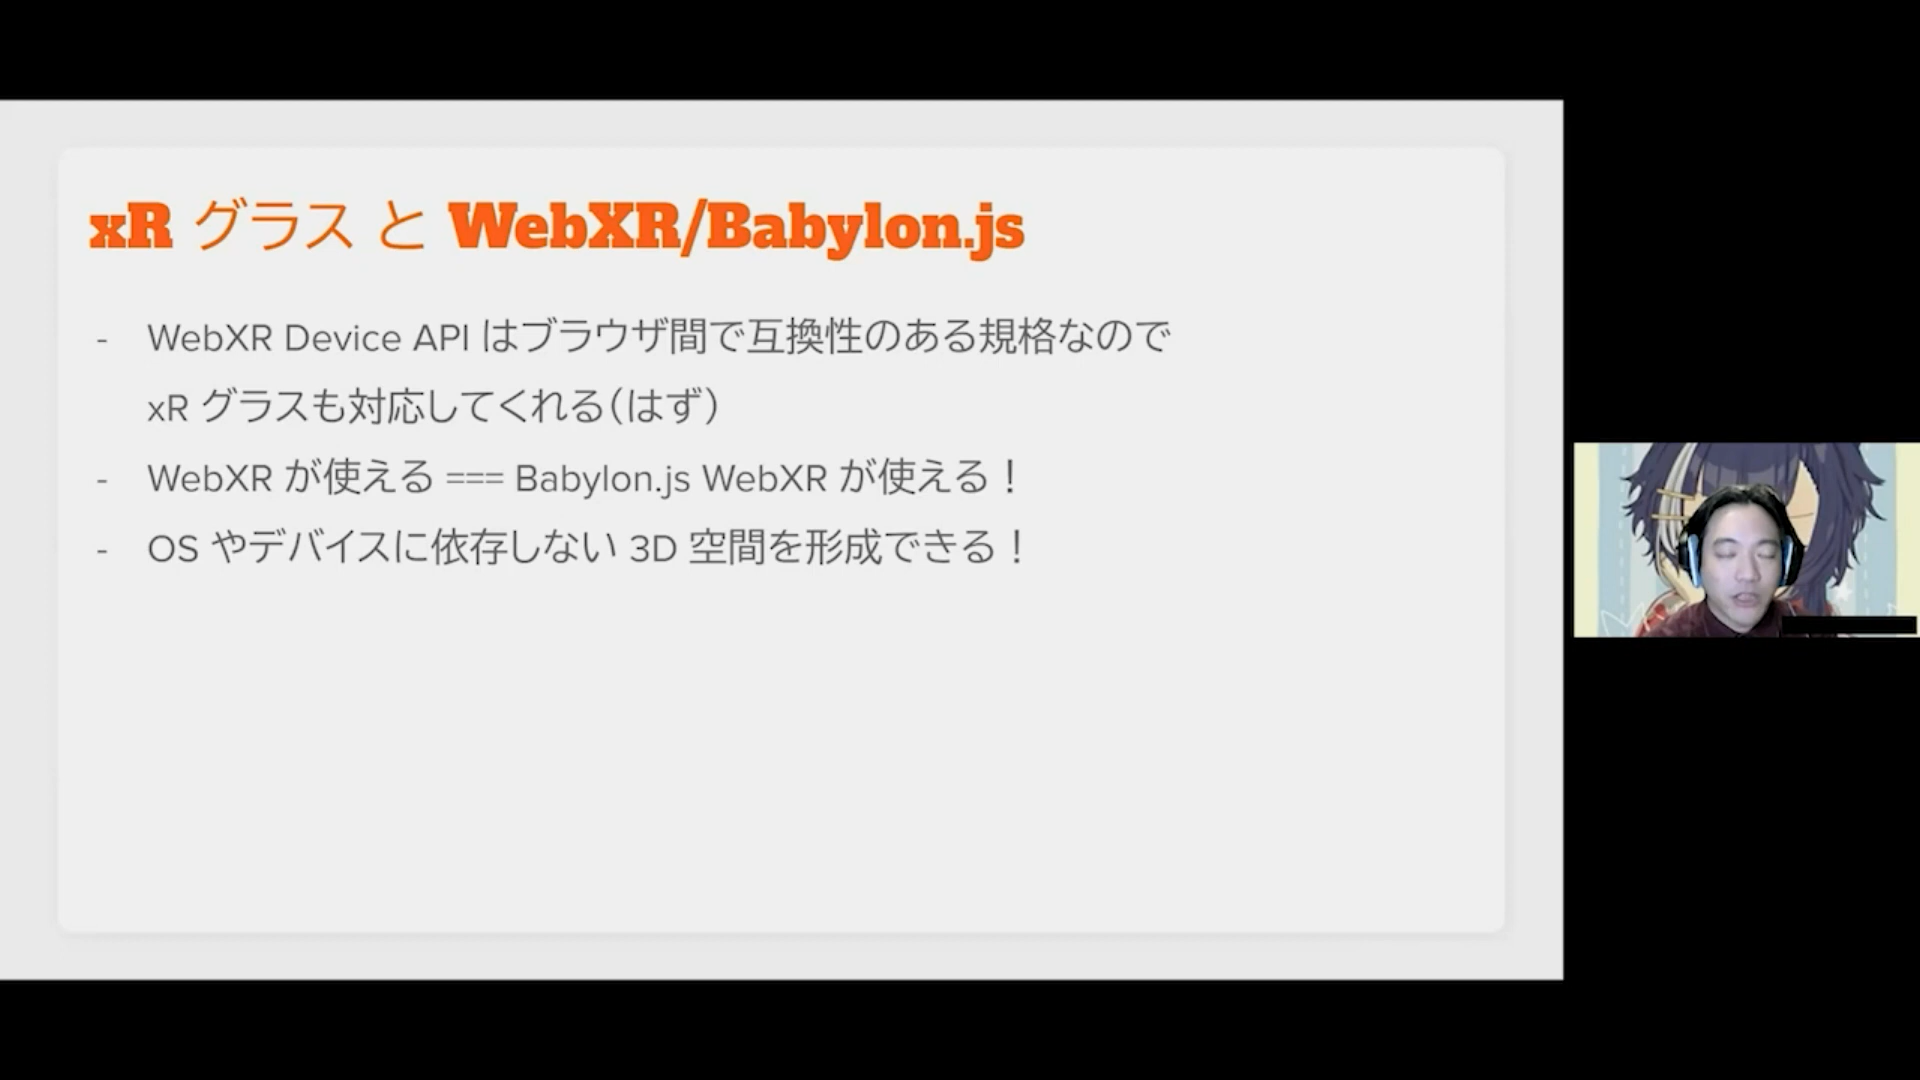 xR グラス と WebXR/Babylon.js
- WebXR Device API はブラウザ間で互換性のある規格なので
xR グラスも対応してくれる(はず)
- WebXR が使える === Babylon.js WebXR が使える！
- OS やデバイスに依存しない 3D 空間を形成できる！